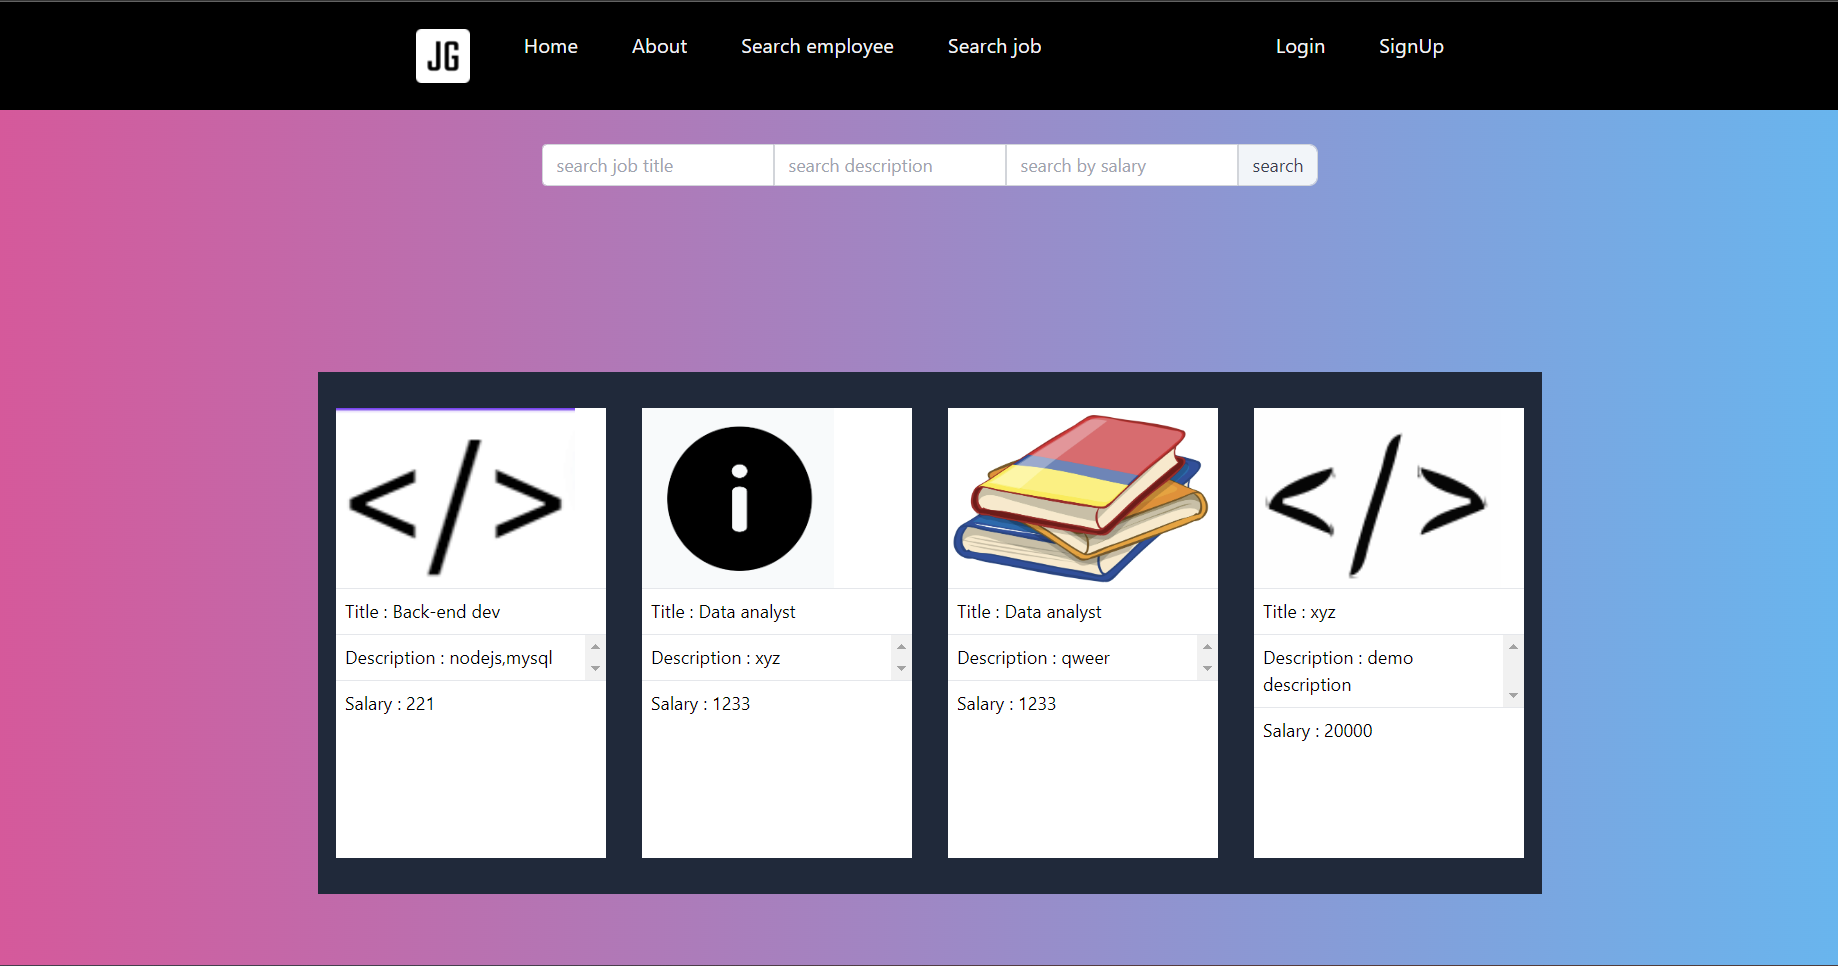 JG
Home
About
Search employee
Search job
Login
SignUp
search job title
search description
search by salary
search
</>
i
</>
Title : Back-end dev
Description : nodejs,mysql
Salary : 221
Title : Data analyst
Description : xyz
Salary : 1233
Title : Data analyst
Description : qweer
Salary : 1233
Title : xyz
Description : demo
description
Salary : 20000